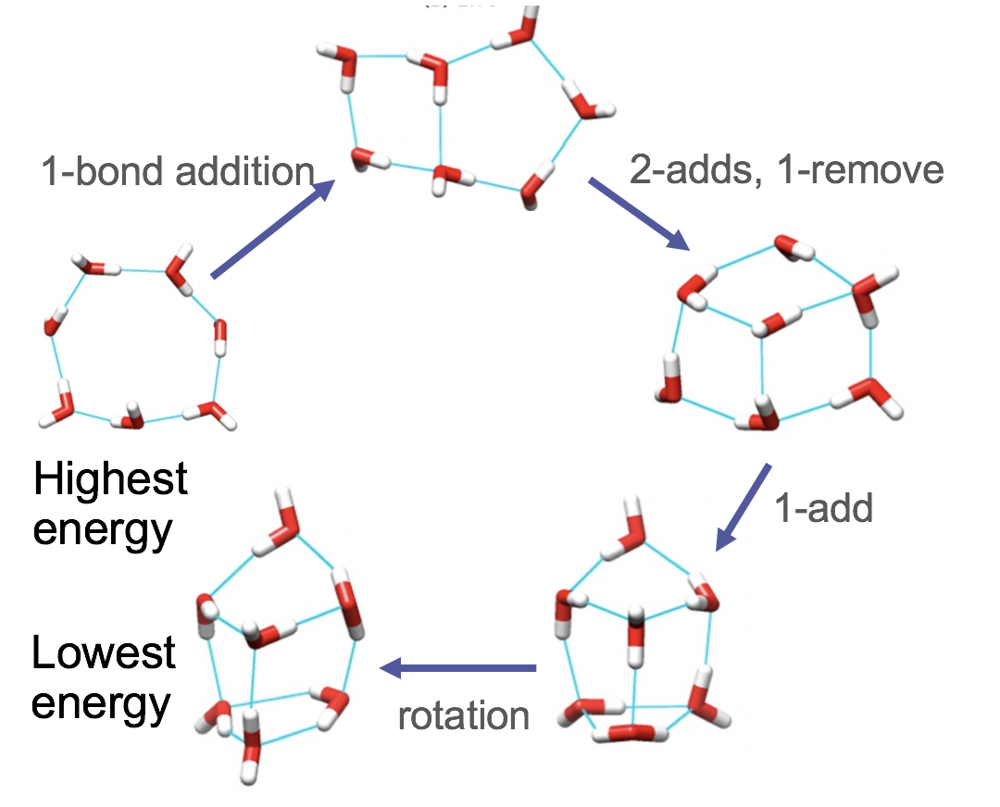 1-bond addition
2-adds, 1-remove
Highest
energy
1-add
Lowest
energy
rotation